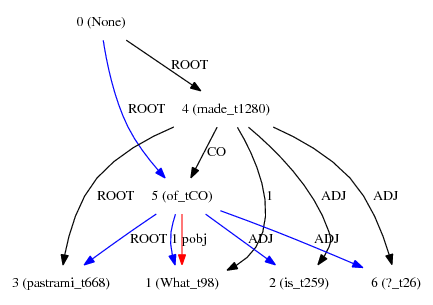 0 (None)
ROOT
ROOT 4 (made_t1280)
CO
ROOT 5 (of_tCO) 1 ADJ ADJ
ROOT 1 pobj ADJ ADJ
3 (pastrami_t668) 1 (What_t98) 2 (is_t259) 6 (?_t26)